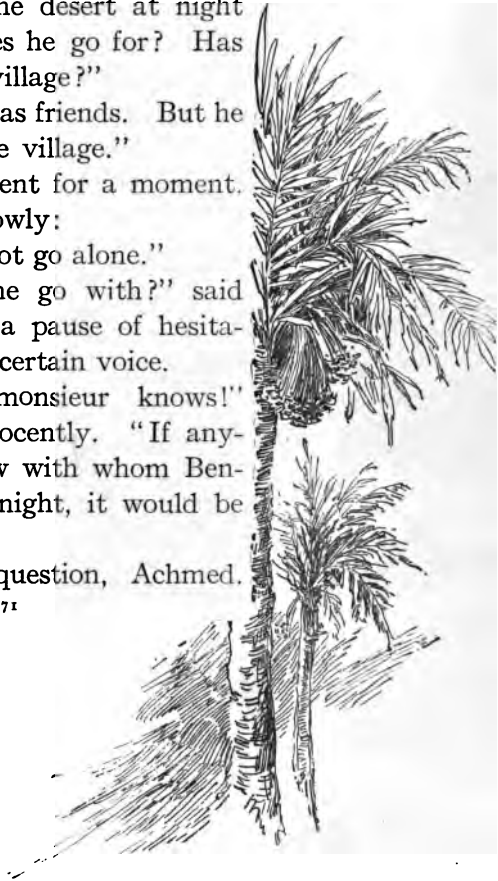 ne desert at night
es he go for? Has
village?”
as friends. But he
e village.”
ent for a moment.
owly:
ot go alone.”
he go with?” said
a pause of hesita-
certain voice.
monsieur knows!”
ocently. “If any-
w with whom Ben-
night, it would be
question, Achmed.
71